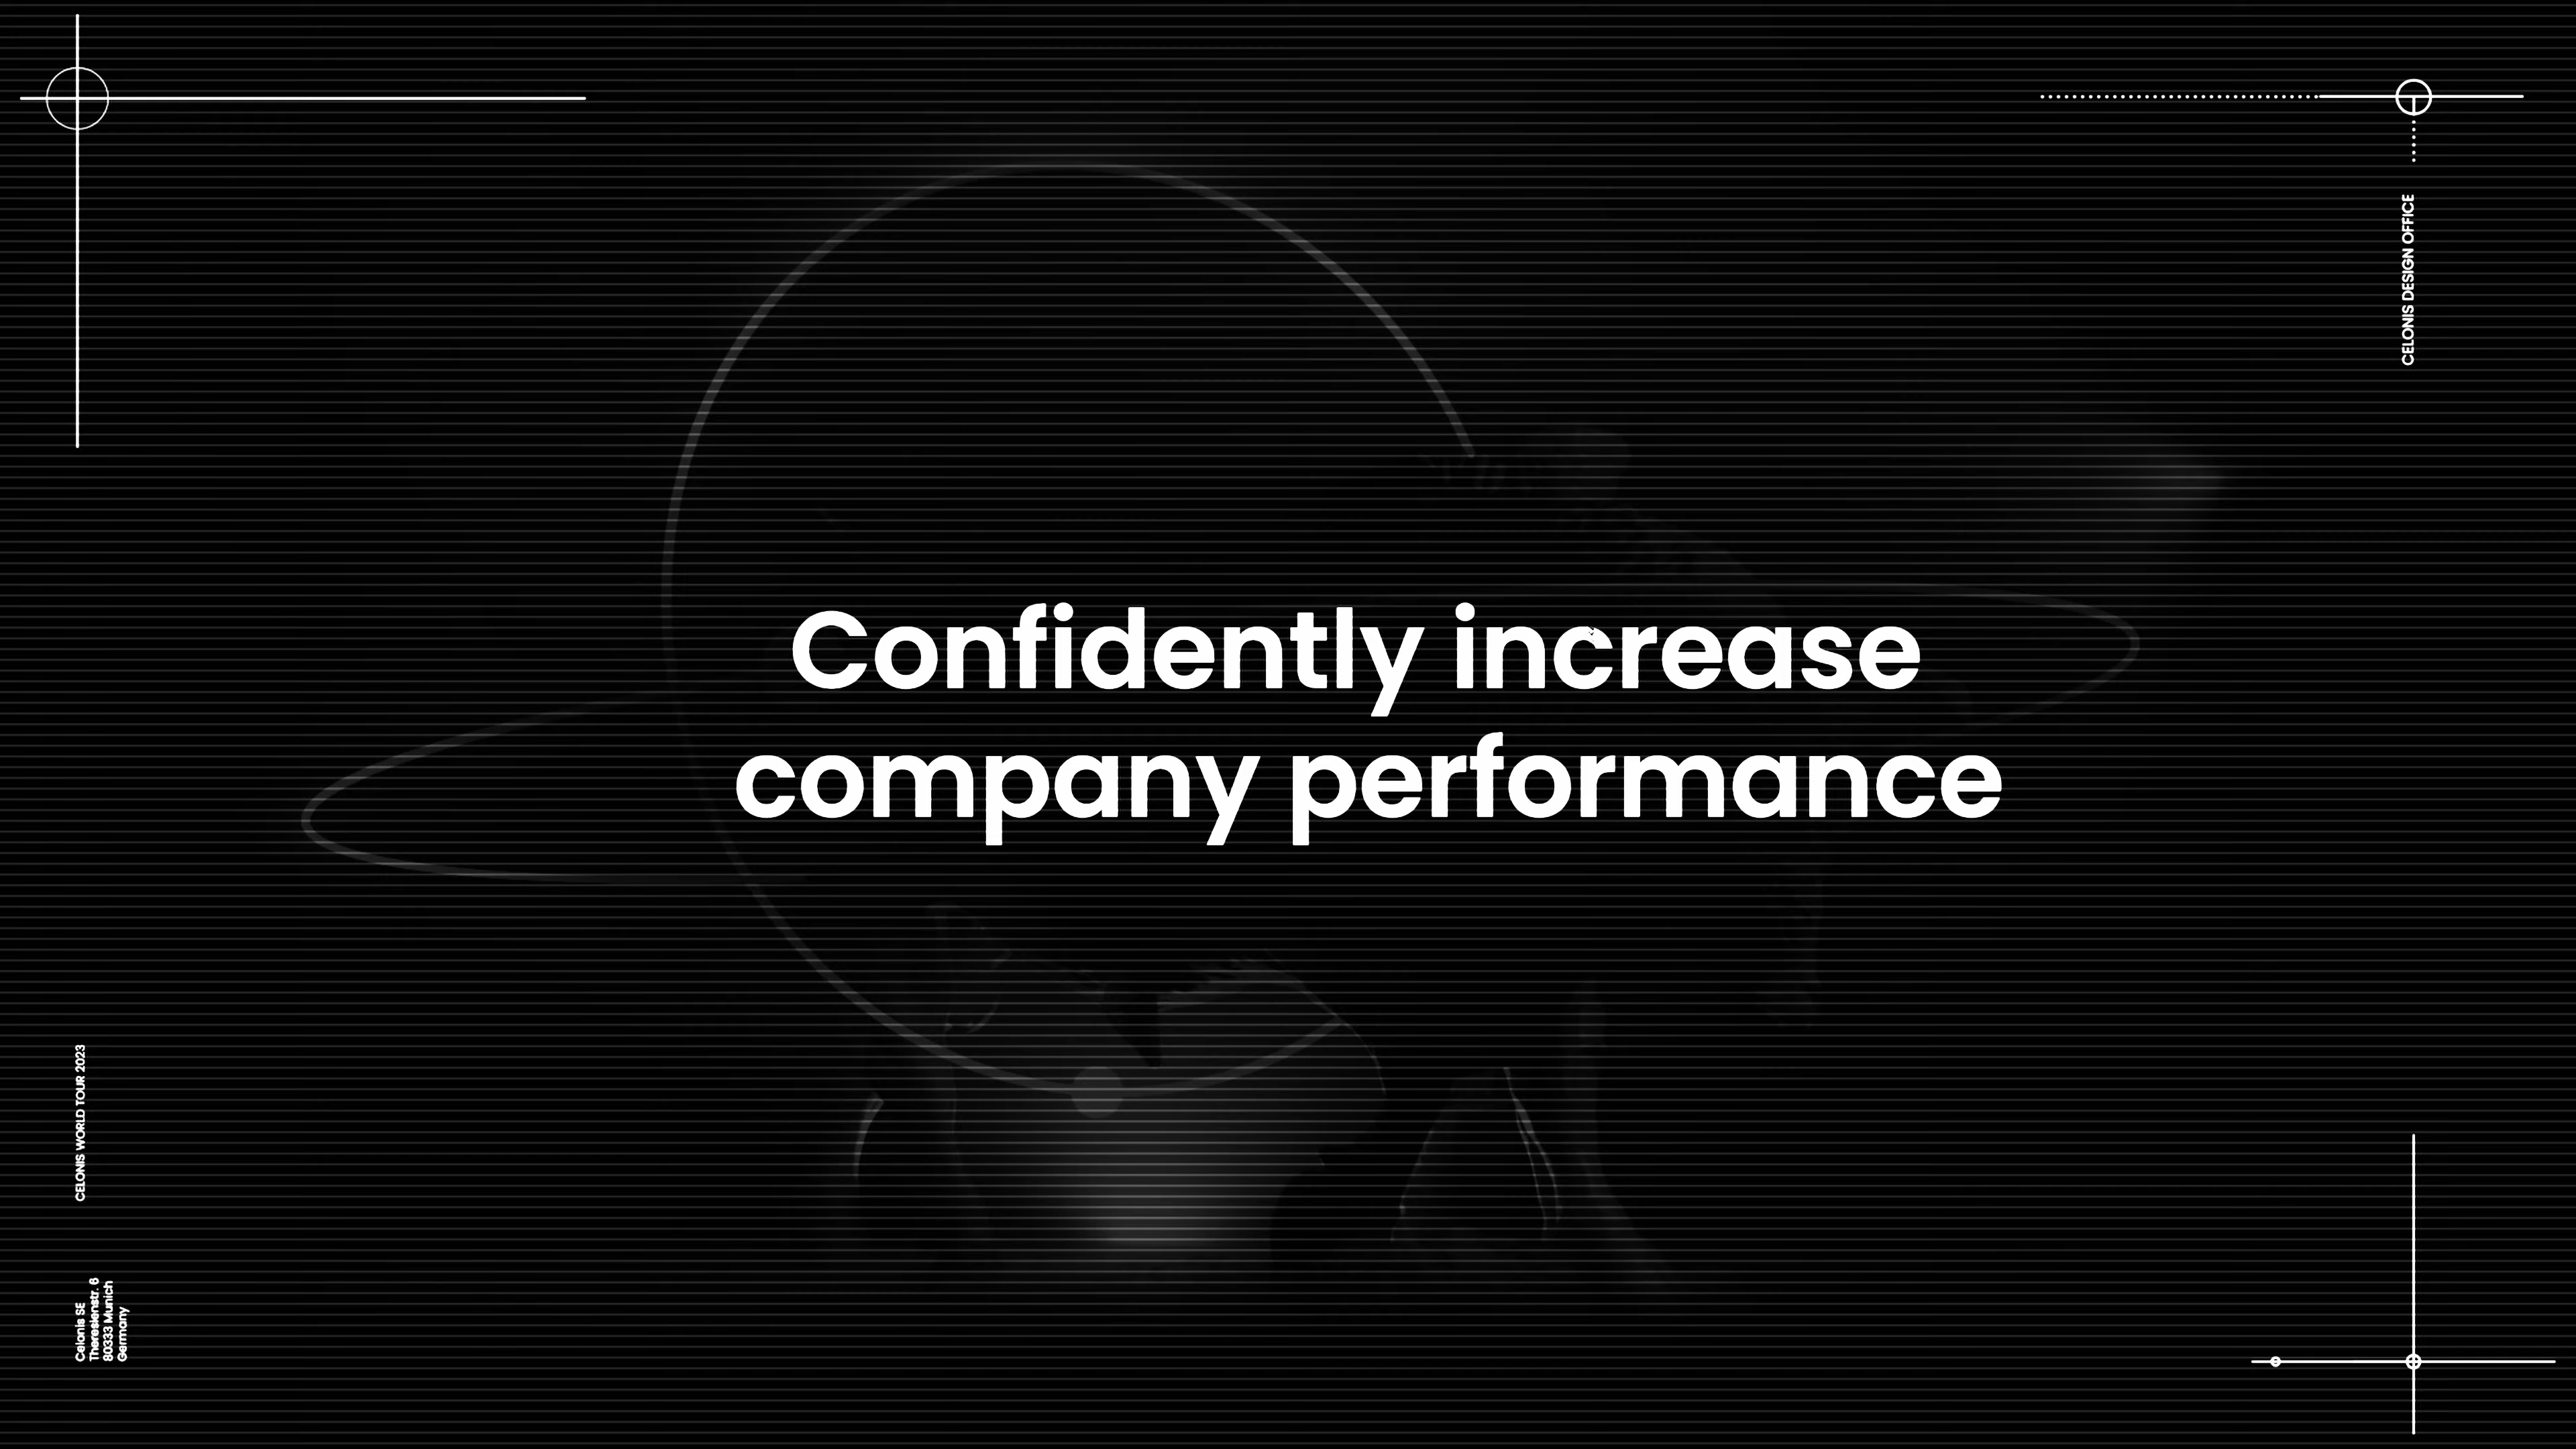 CELONIS DESIGN OFFICE
Confidently increase
company performance
CELONIS WORLD TOUR 2023
Celonis SE
Theresienstr. 6
80333 Munich
Germany